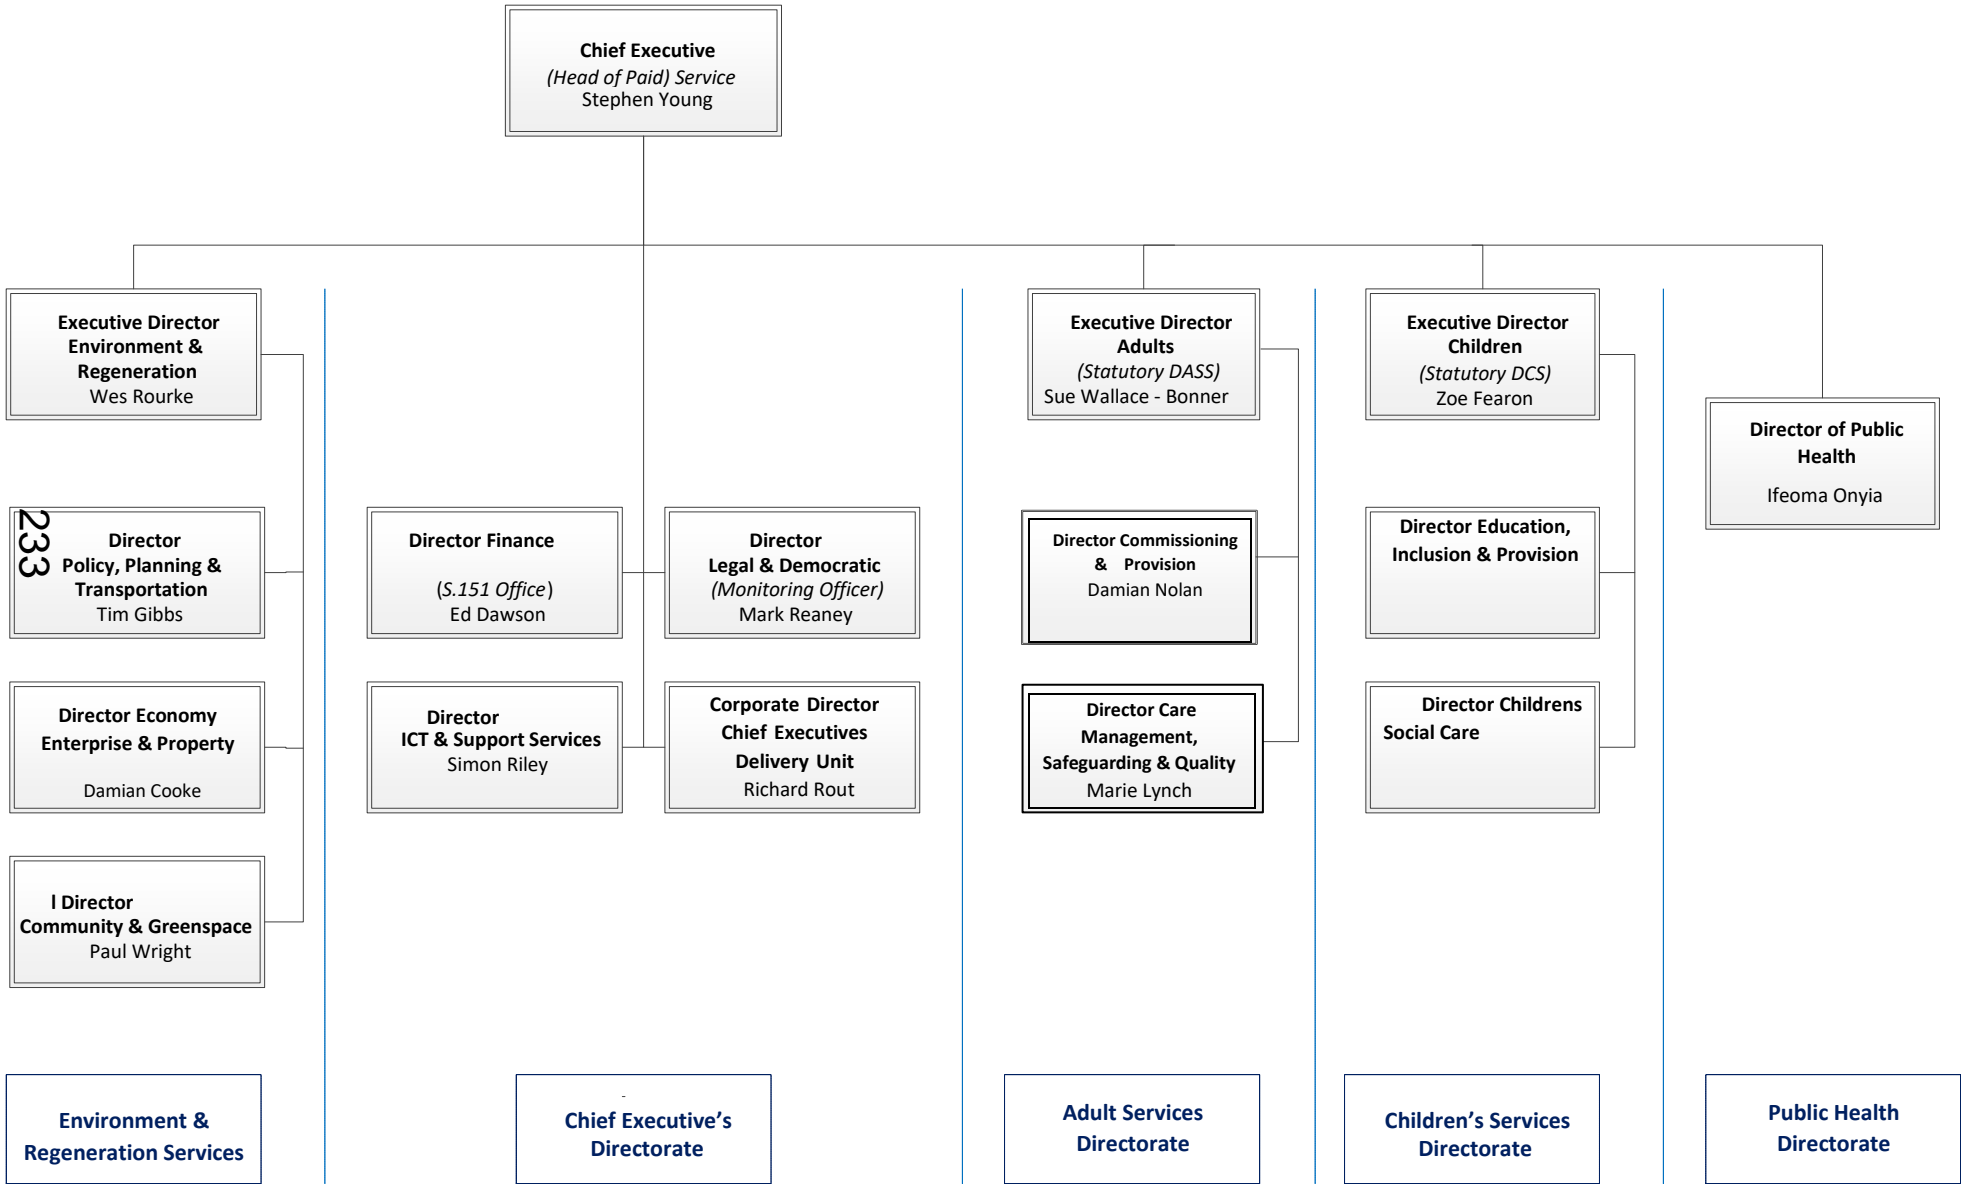 Chief Executive
(Head of Paid) Service
Stephen Young
Executive Director
Environment &
Regeneration
Wes Rourke
233
Director
Policy, Planning &
Transportation
Tim Gibbs
Director Economy
Enterprise & Property
Damian Cooke
l Director
Community & Greenspace
Paul Wright
Director Finance
(S.151 Office)
Ed Dawson
Director
Legal & Democratic
(Monitoring Officer)
Mark Reaney
Director
ICT & Support Services
Simon Riley
Corporate Director
Chief Executives
Delivery Unit
Richard Rout
Executive Director
Adults
(Statutory DASS)
Sue Wallace - Bonner
Director Commissioning
& Provision
Damian Nolan
Director Care
Management,
Safeguarding & Quality
Marie Lynch
Executive Director
Children
(Statutory DCS)
Zoe Fearon
Director Education,
Inclusion & Provision
Director Childrens
Social Care
Director of Public
Health
Ifeoma Onyia
Environment &
Regeneration Services
-
Chief Executive’s
Directorate
Adult Services
Directorate
Children’s Services
Directorate
Public Health
Directorate